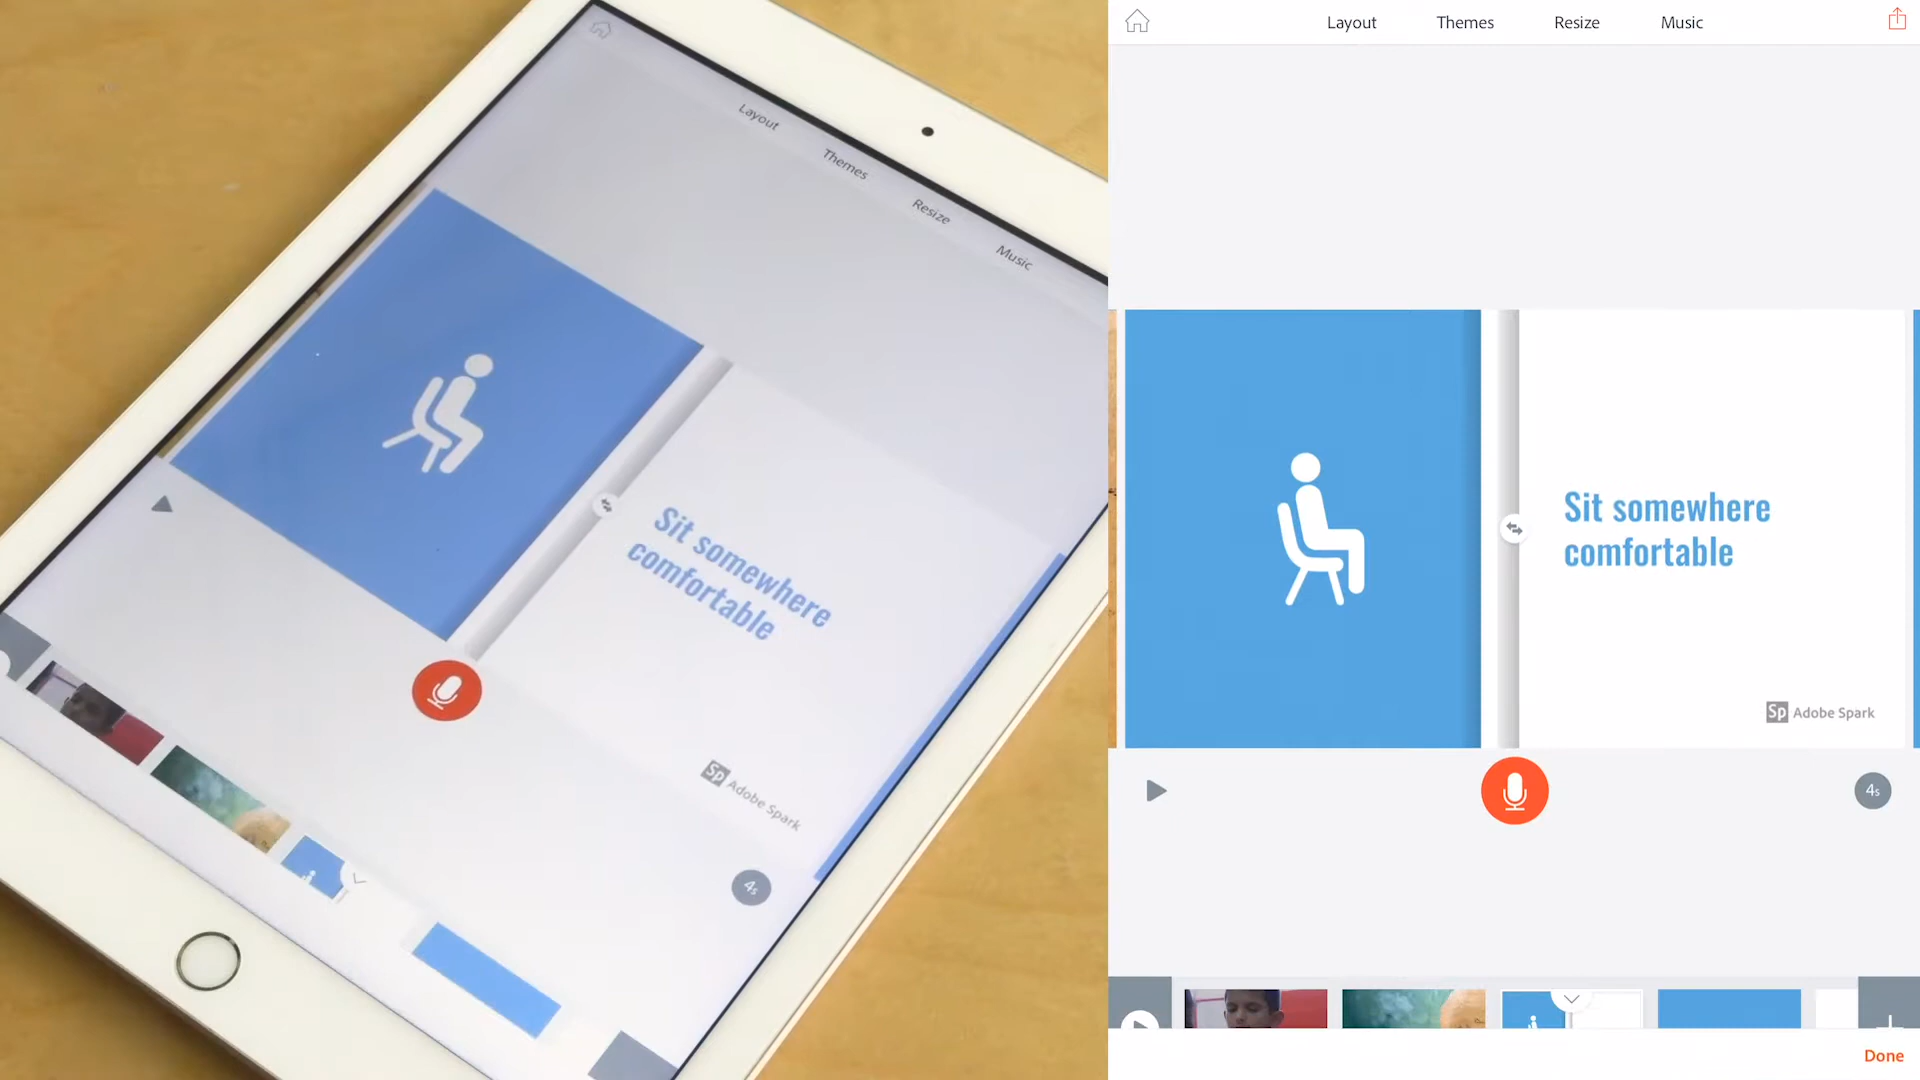 Layout
Themes
Resize
Music
Sit somewhere
comfortable
Sp Adobe Spark
4s
Layout Themes Resize Music
Sit somewhere
comfortable
Sp Adobe Spark
4s
Done